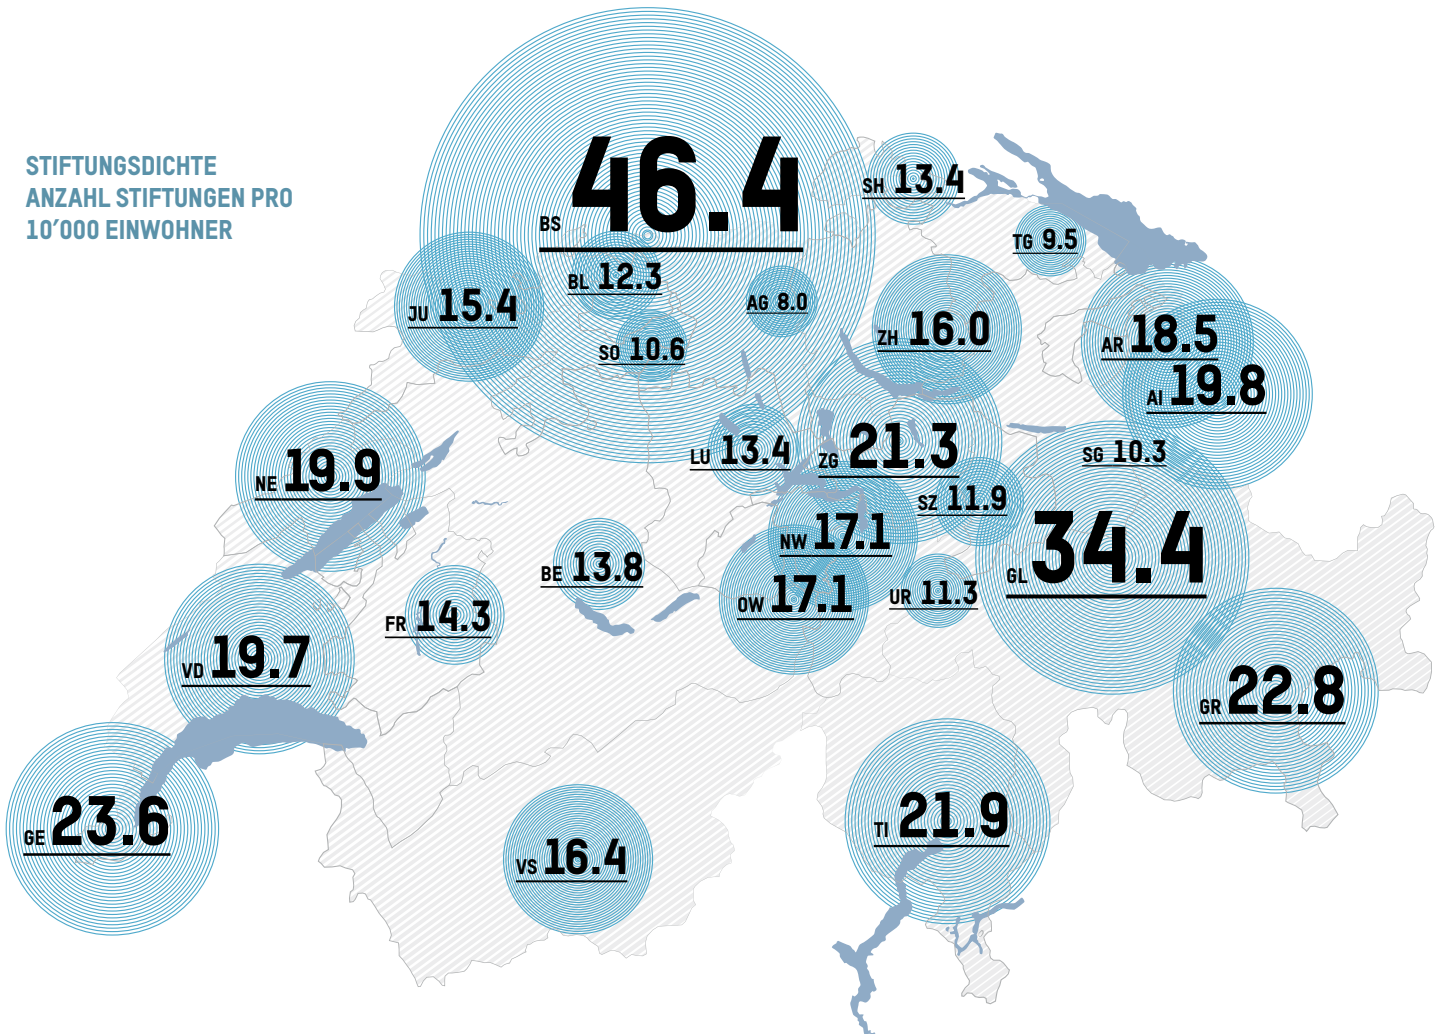 STIFTUNGSDICHTE
ANZAHL STIFTUNGEN PRO
10′000 EINWOHNER
BS 46.4
SH 13.4
TG 9.5
BL 12.3
AG 8.0
JU 15.4
ZH 16.0
AR 18.5
SO 10.6
AI 19.8
LU 13.4
ZG 21.3
SG 10.3
NE 19.9
SZ 11.9
NW 17.1
GL 34.4
BE 13.8
OW 17.1
UR 11.3
FR 14.3
VD 19.7
GR 22.8
GE 23.6
TI 21.9
VS 16.4